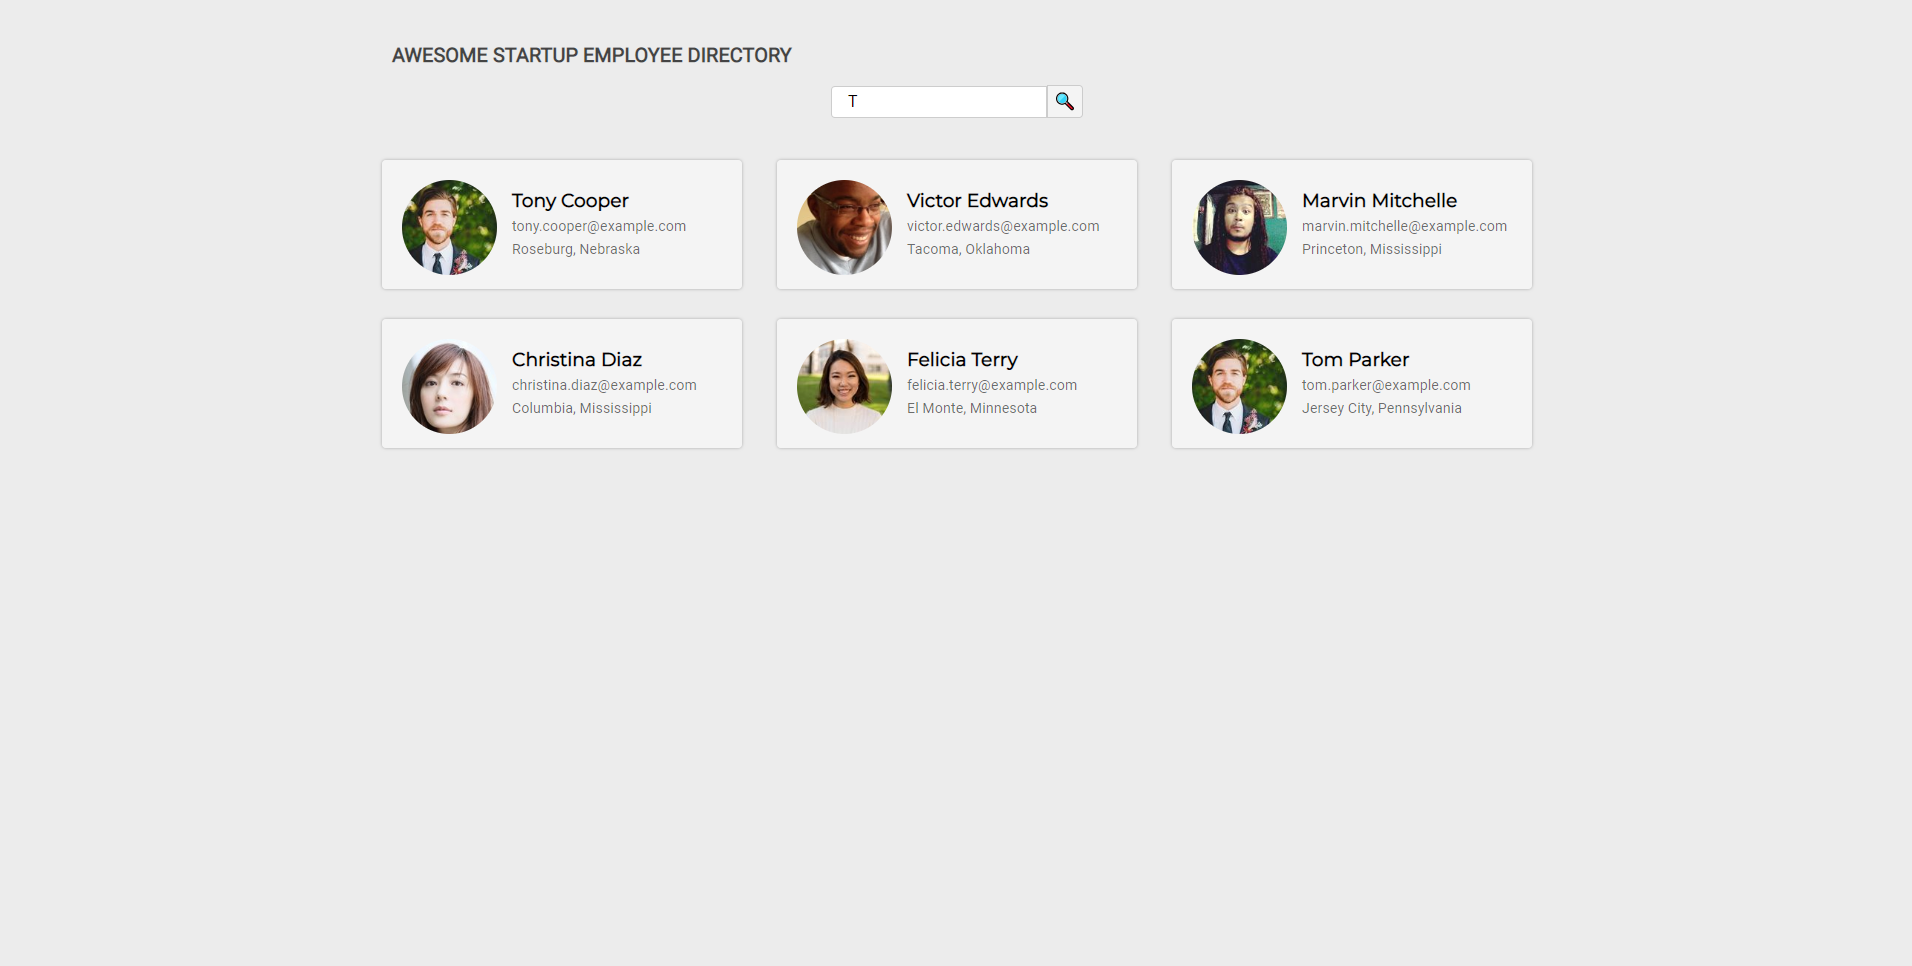 AWESOME STARTUP EMPLOYEE DIRECTORY
T
Tony Cooper
tony.cooper@example.com
Roseburg, Nebraska
Victor Edwards
victor.edwards@example.com
Tacoma, Oklahoma
Marvin Mitchelle
marvin.mitchelle@example.com
Princeton, Mississippi
Christina Diaz
christina.diaz@example.com
Columbia, Mississippi
Felicia Terry
felicia.terry@example.com
El Monte, Minnesota
Tom Parker
tom.parker@example.com
Jersey City, Pennsylvania